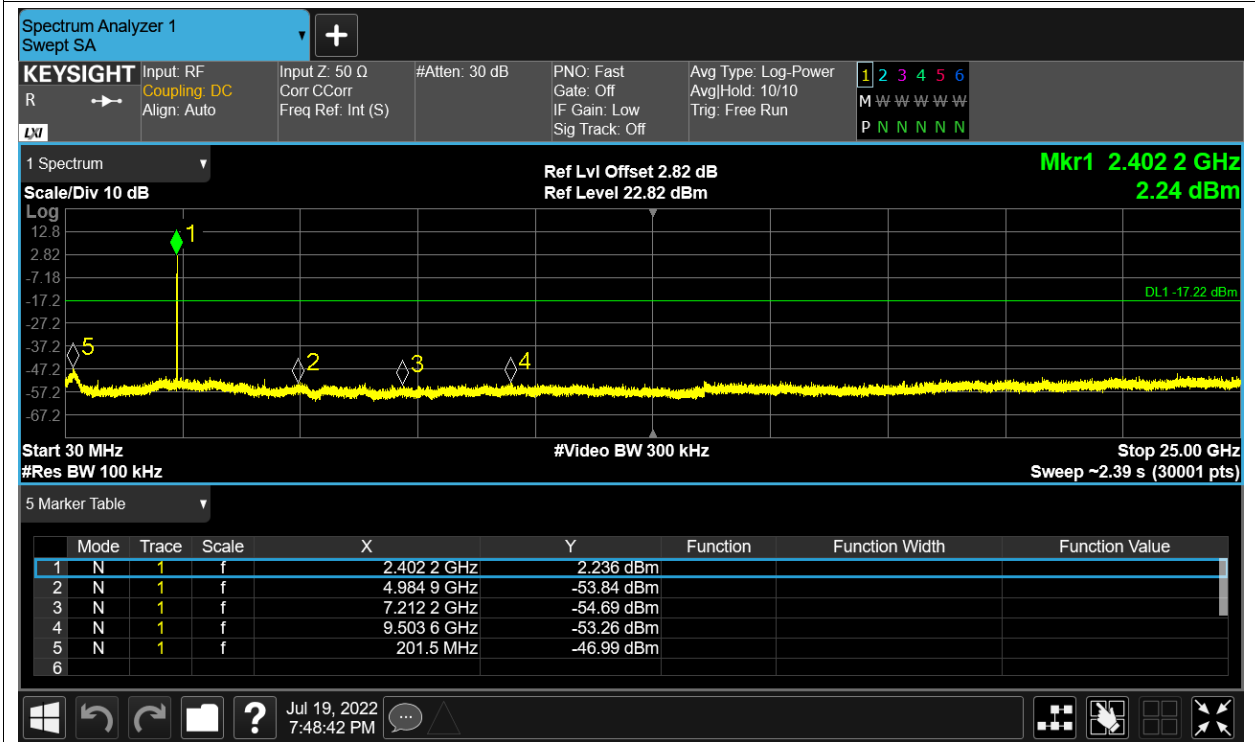 Spectrum Analyzer 1
Swept SA
KEYSIGHT Input: RF Input Z: 50 Ω #Atten: 30 dB PNO: Fast Avg Type: Log-Power 1 2 3 4 5 6
R Coupling: DC Corr CCorr Gate: Off Avg|Hold: 10/10 M W W W W W
Align: Auto Freq Ref: Int (S) IF Gain: Low Trig: Free Run
LXI Sig Track: Off P N N N N N
1 Spectrum Ref Lvl Offset 2.82 dB Mkr1 2.402 2 GHz
Scale/Div 10 dB Ref Level 22.82 dBm 2.24 dBm
Log
12.8 1
2.82
-7.18
-17.2 DL1 -17.22 dBm
-27.2
-37.2 5
-47.2 2 3 4
-57.2
-67.2
Start 30 MHz #Video BW 300 kHz Stop 25.00 GHz
#Res BW 100 kHz Sweep ~2.39 s (30001 pts)
5 Marker Table
Mode Trace Scale X Y Function Function Width Function Value
1 N 1 f 2.402 2 GHz 2.236 dBm
2 N 1 f 4.984 9 GHz -53.84 dBm
3 N 1 f 7.212 2 GHz -54.69 dBm
4 N 1 f 9.503 6 GHz -53.26 dBm
5 N 1 f 201.5 MHz -46.99 dBm
6
? Jul 19, 2022
7:48:42 PM